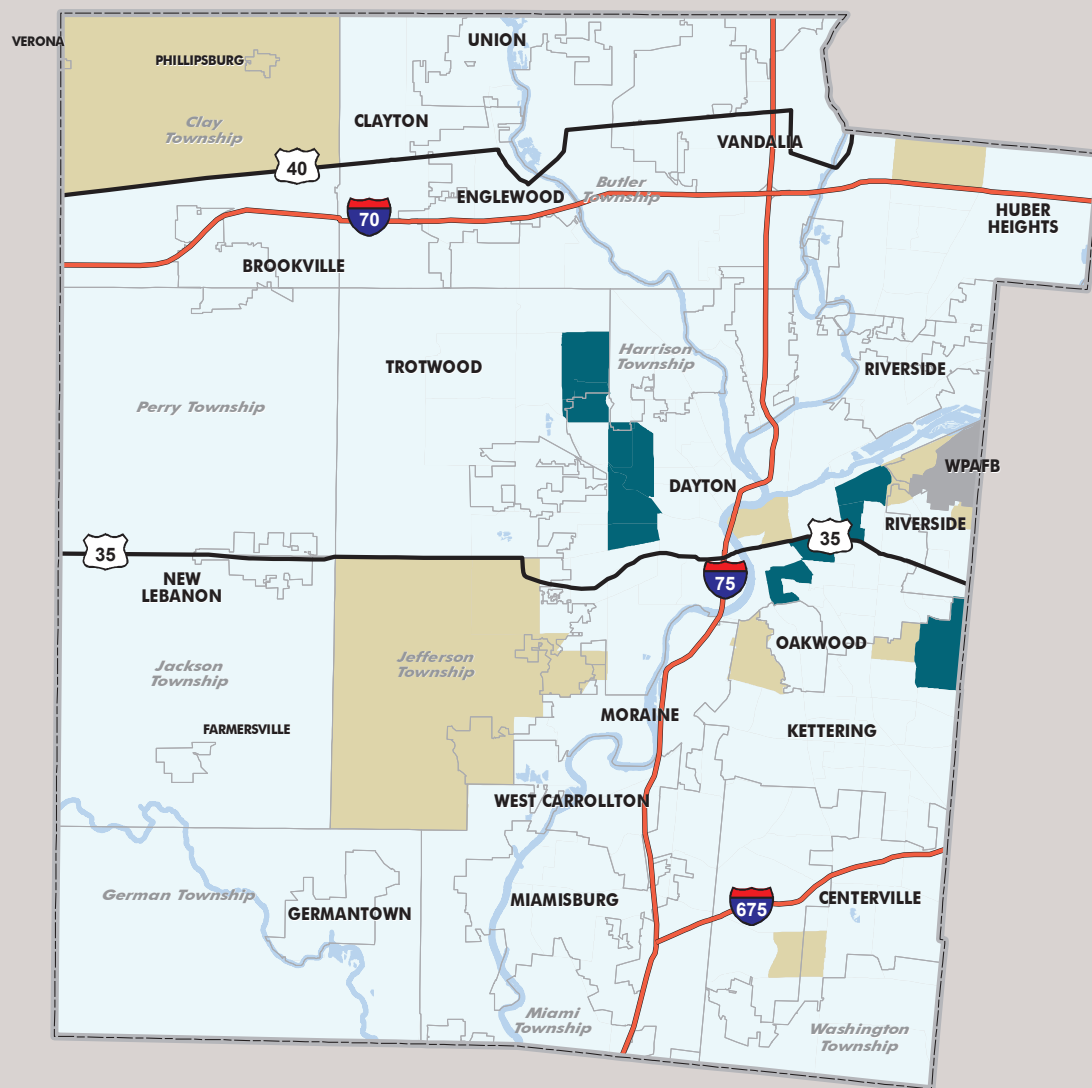 VERONA
UNION
PHILLIPSBURG
Clay
Township
CLAYTON
VANDALIA
40
ENGLEWOOD
Butler
Township
70
HUBER
HEIGHTS
BROOKVILLE
TROTWOOD
Harrison
Township
RIVERSIDE
Perry Township
WPAFB
DAYTON
RIVERSIDE
35
35
NEW
LEBANON
75
OAKWOOD
Jackson
Township
Jefferson
Township
MORAINE
FARMERSVILLE
KETTERING
WEST CARROLLTON
German Township
GERMANTOWN
MIAMISBURG
675
CENTERVILLE
Miami
Township
Washington
Township